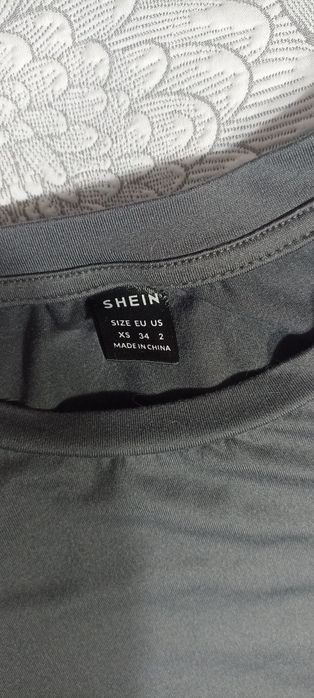 SHEIN
SIZE EU US
XS 34 2
MADE IN CHINA